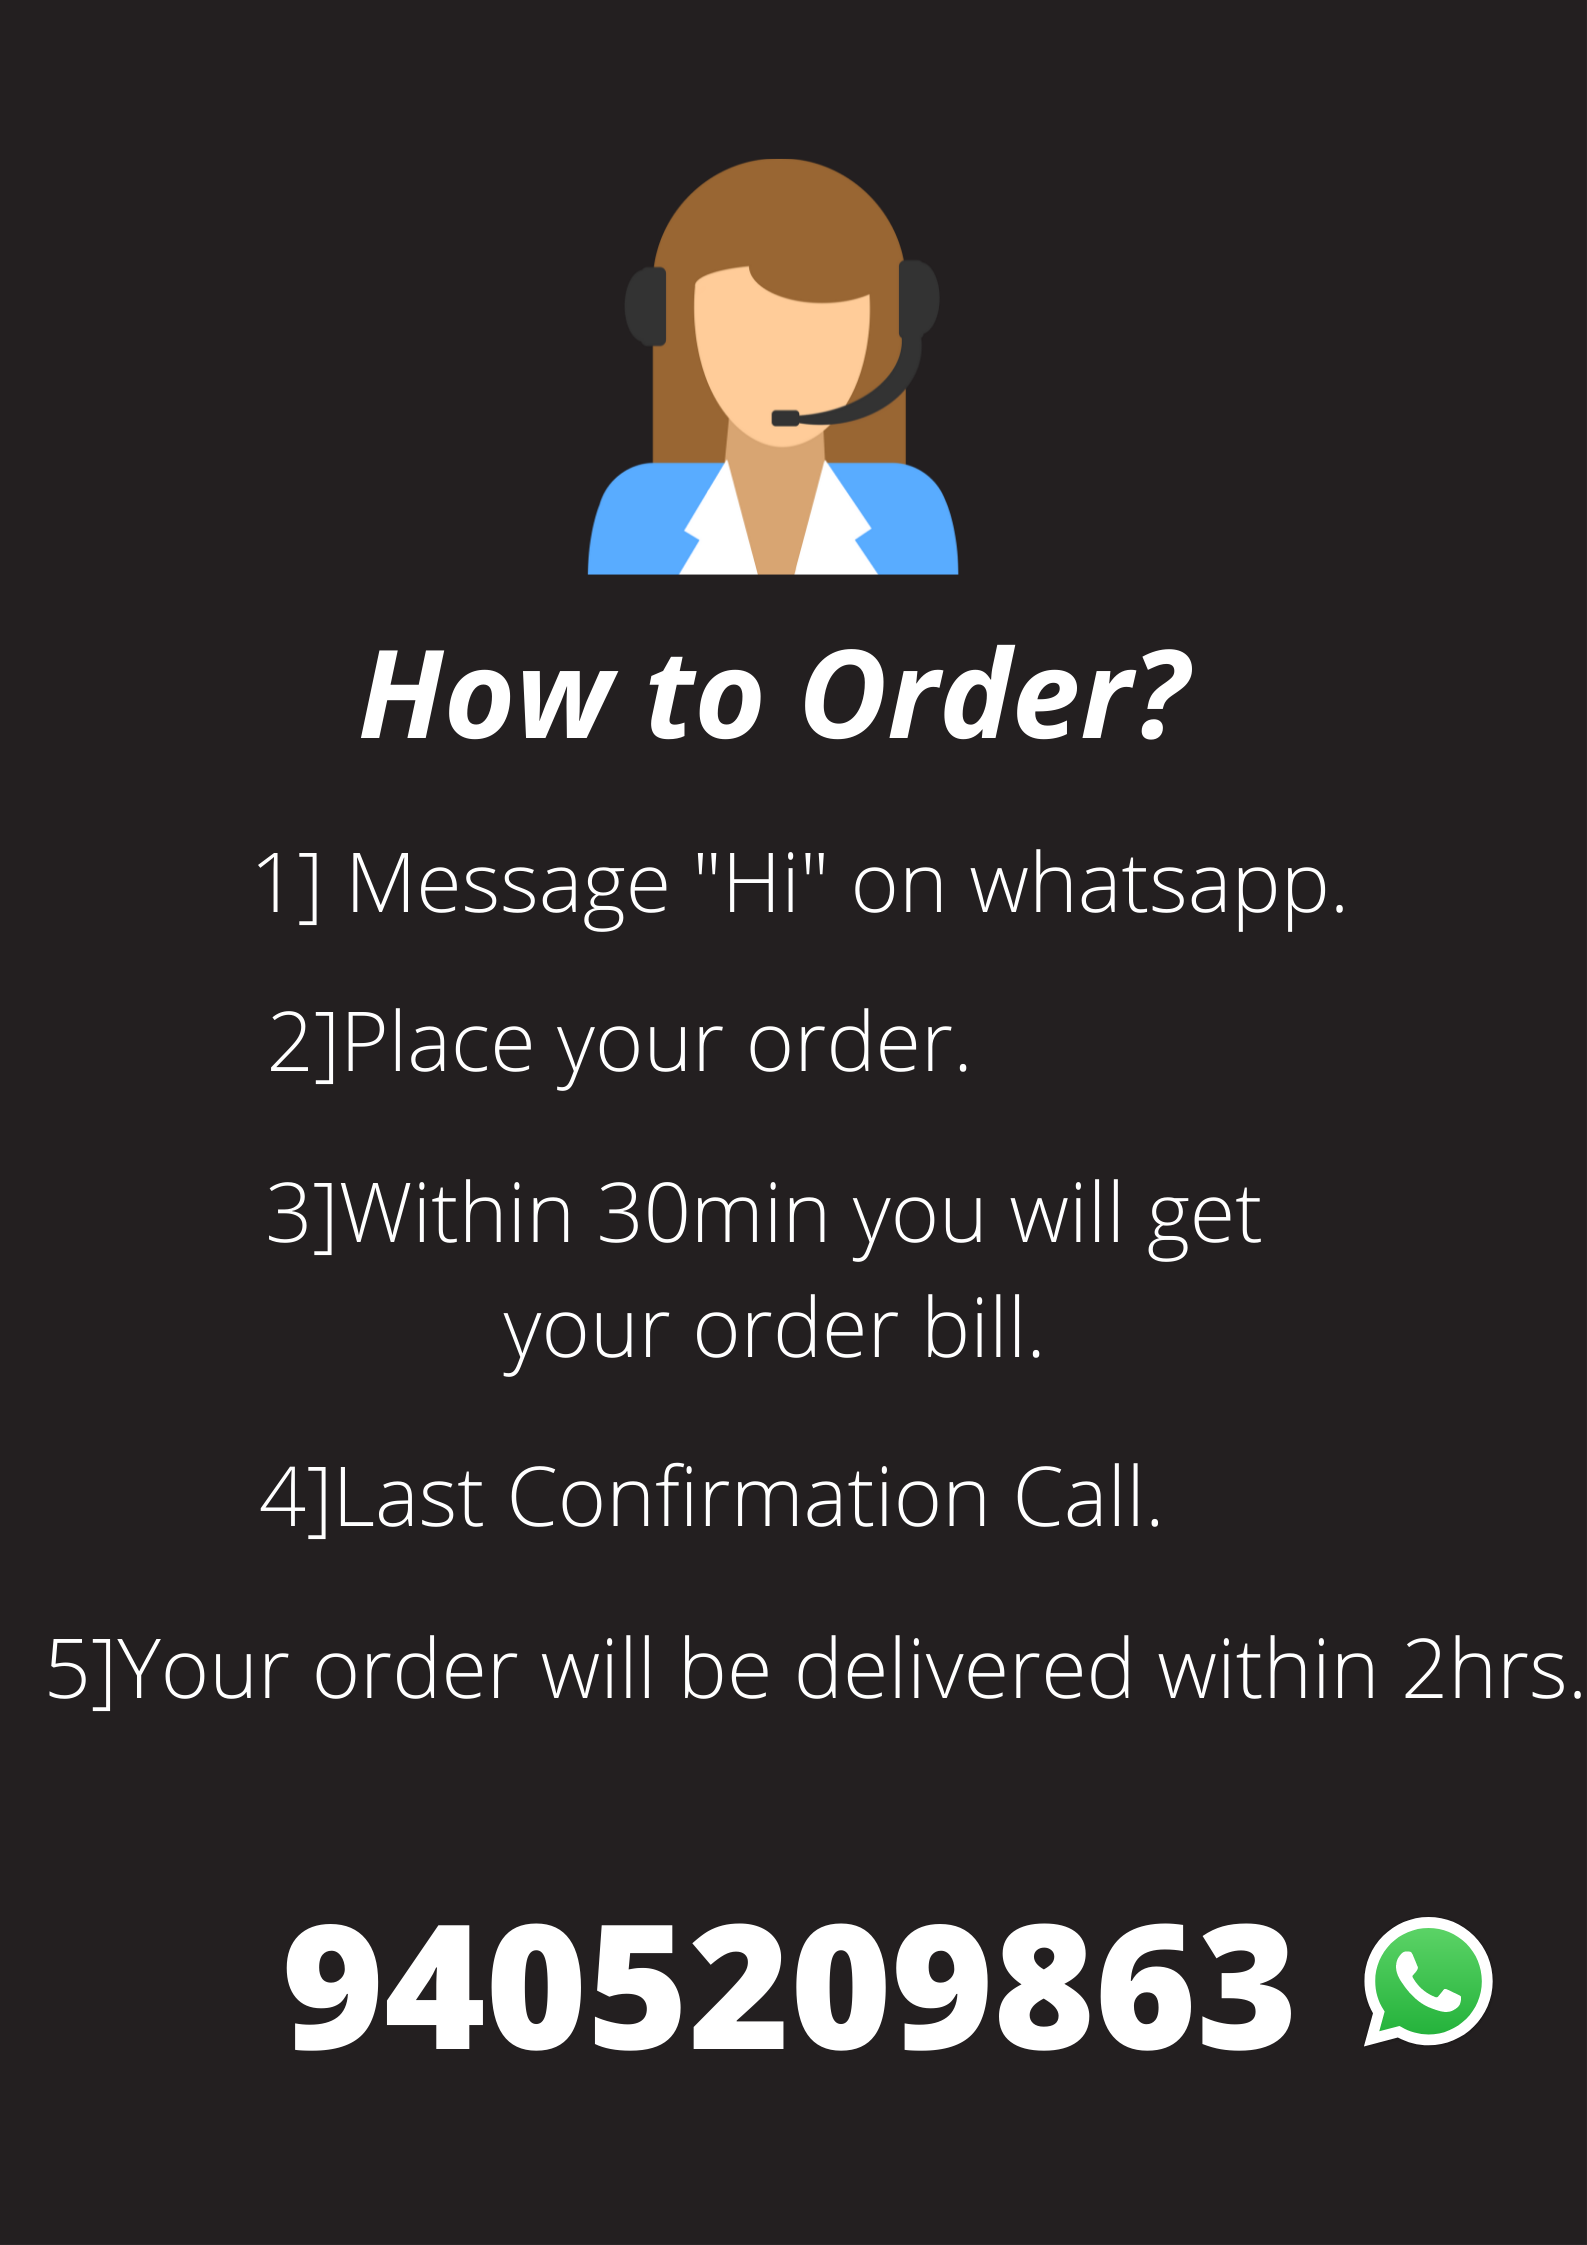 How to Order?
1] Message "Hi" on whatsapp.
2]Place your order.
3]Within 30min you will get
your order bill.
4]Last Confirmation Call.
5]Your order will be delivered within 2hrs.
9405209863